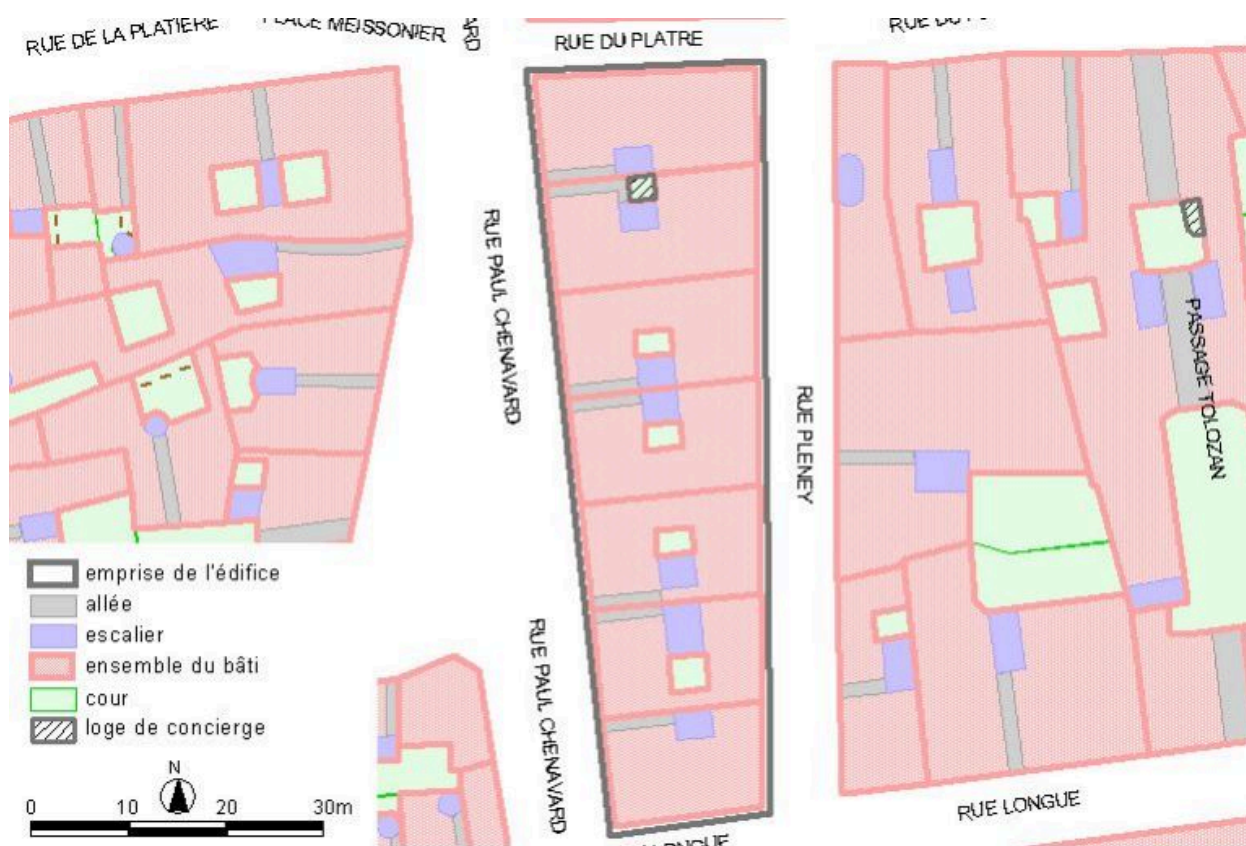 RUE DE LA PLATIERE
PLACE MEISSONIER
RUE DU PLATRE
RUE PAUL CHENAVARD
RUE PLENEY
PASSAGE TOLOZAN
RUE PAUL CHENAVARD
RUE LONGUE
emprise de l'édifice
allée
escalier
ensemble du bâti
cour
loge de concierge
N
0 10 20 30m